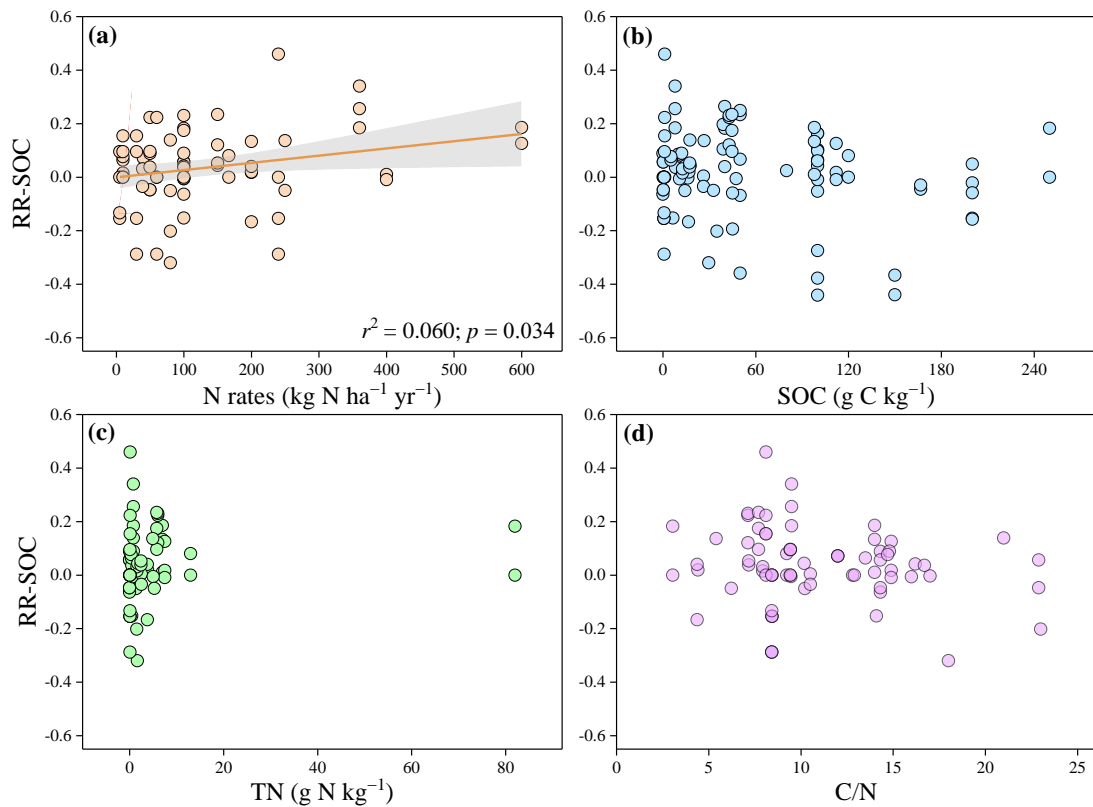 (a)
0.6
0.4
0.2
0.0
-0.2
-0.4
-0.6
RR-SOC
r² = 0.060; p = 0.034
0 100 200 300 400 500 600
N rates (kg N ha⁻¹ yr⁻¹)
(b)
0.6
0.4
0.2
0.0
-0.2
-0.4
-0.6
0 60 120 180 240
SOC (g C kg⁻¹)
(c)
0.6
0.4
0.2
0.0
-0.2
-0.4
-0.6
RR-SOC
0 20 40 60 80
TN (g N kg⁻¹)
(d)
0.6
0.4
0.2
0.0
-0.2
-0.4
-0.6
0 5 10 15 20 25
C/N